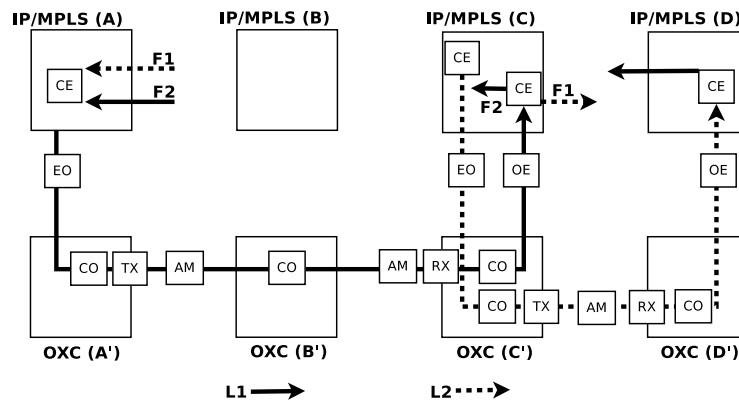 IP/MPLS (A) IP/MPLS (B) IP/MPLS (C) IP/MPLS (D)
CE F1 F2
CE CE F2 F1
CE
EO EO OE OE
CO TX AM CO AM RX CO
CO TX AM RX CO
OXC (A') OXC (B') OXC (C') OXC (D')
L1 L2